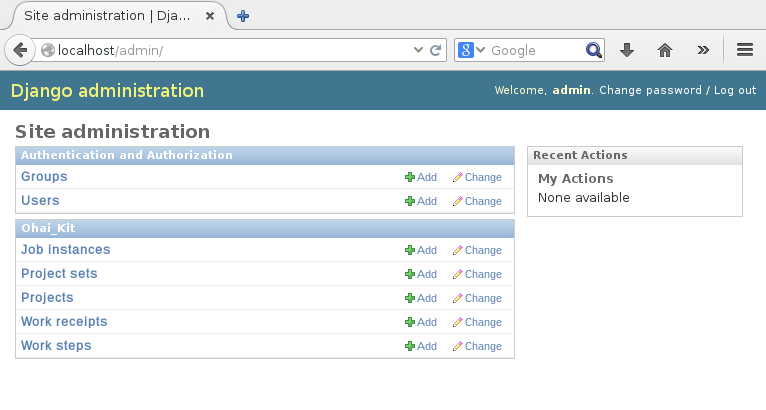 Site administration | Dja...
localhost/admin/
Google
Django administration
Welcome, admin. Change password / Log out
Site administration
Authentication and Authorization
Groups Add Change
Users Add Change
Ohai_Kit
Job instances Add Change
Project sets Add Change
Projects Add Change
Work receipts Add Change
Work steps Add Change
Recent Actions
My Actions
None available